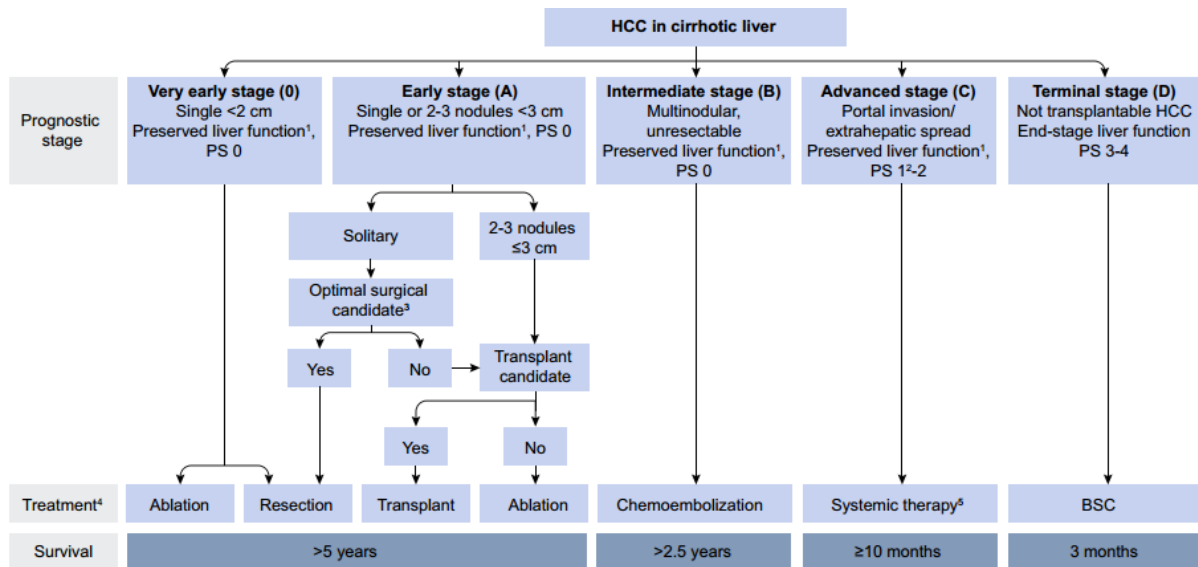 HCC in cirrhotic liver
Prognostic
stage
Very early stage (0)
Single <2 cm
Preserved liver function¹,
PS 0
Early stage (A)
Single or 2-3 nodules <3 cm
Preserved liver function¹, PS 0
Intermediate stage (B)
Multinodular,
unresectable
Preserved liver function¹,
PS 0
Advanced stage (C)
Portal invasion/
extrahepatic spread
Preserved liver function¹,
PS 1²-2
Terminal stage (D)
Not transplantable HCC
End-stage liver function
PS 3-4
Solitary
2-3 nodules
≤3 cm
Optimal surgical
candidate³
Yes
No
Transplant
candidate
Yes
No
Treatment⁴
Ablation
Resection
Transplant
Ablation
Chemoembolization
Systemic therapy⁵
BSC
Survival
>5 years
>2.5 years
≥10 months
3 months